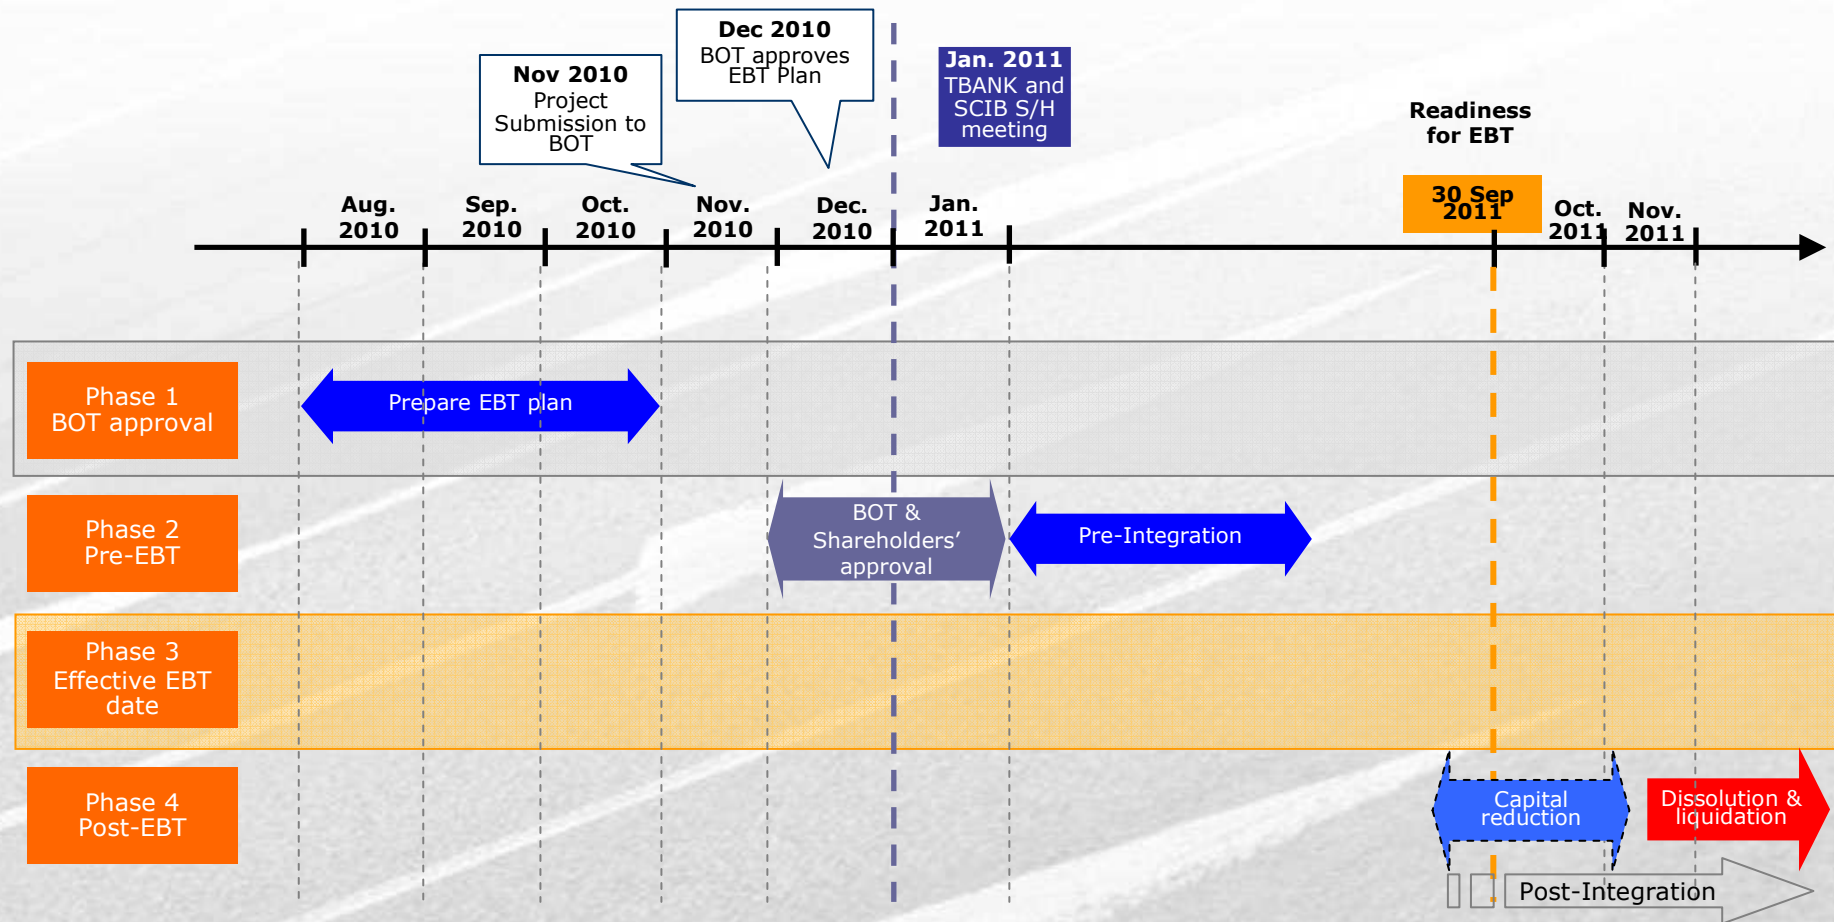 Dec 2010
BOT approves
EBT Plan
Nov 2010
Project
Submission to
BOT
Jan. 2011
TBANK and
SCIB S/H
meeting
Readiness
for EBT
30 Sep
2011
Aug.
2010
Sep.
2010
Oct.
2010
Nov.
2010
Dec.
2010
Jan.
2011
Oct.
2011
Nov.
2011
Phase 1
BOT approval
Prepare EBT plan
Phase 2
Pre-EBT
BOT &
Shareholders’
approval
Pre-Integration
Phase 3
Effective EBT
date
Phase 4
Post-EBT
Capital
reduction
Dissolution &
liquidation
Post-Integration